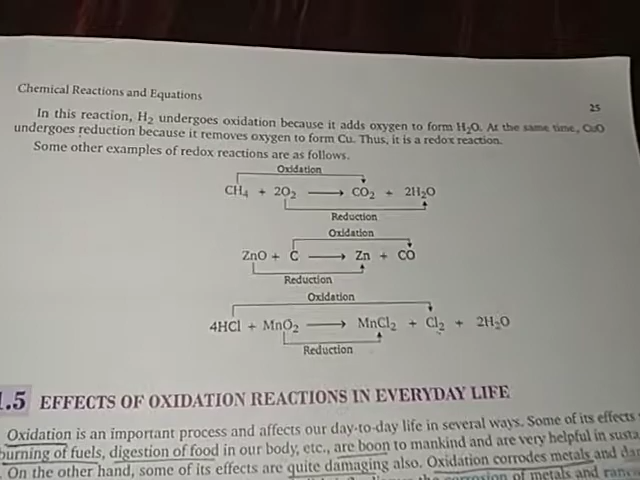 Chemical Reactions and Equations
25
In this reaction, H₂ undergoes oxidation because it adds oxygen to form H₂O. At the same time, CuO
undergoes reduction because it removes oxygen to form Cu. Thus, it is a redox reaction.
Some other examples of redox reactions are as follows.
Oxidation
CH₄ + 2O₂ ⟶ CO₂ + 2H₂O
Reduction
Oxidation
ZnO + C ⟶ Zn + CO
Reduction
Oxidation
4HCl + MnO₂ ⟶ MnCl₂ + Cl₂ + 2H₂O
Reduction
1.5 EFFECTS OF OXIDATION REACTIONS IN EVERYDAY LIFE
Oxidation is an important process and affects our day-to-day life in several ways. Some of its effects
burning of fuels, digestion of food in our body, etc., are boon to mankind and are very helpful in
On the other hand, some of its effects are quite damaging also. Oxidation corrodes metals and
corrosion of metals and